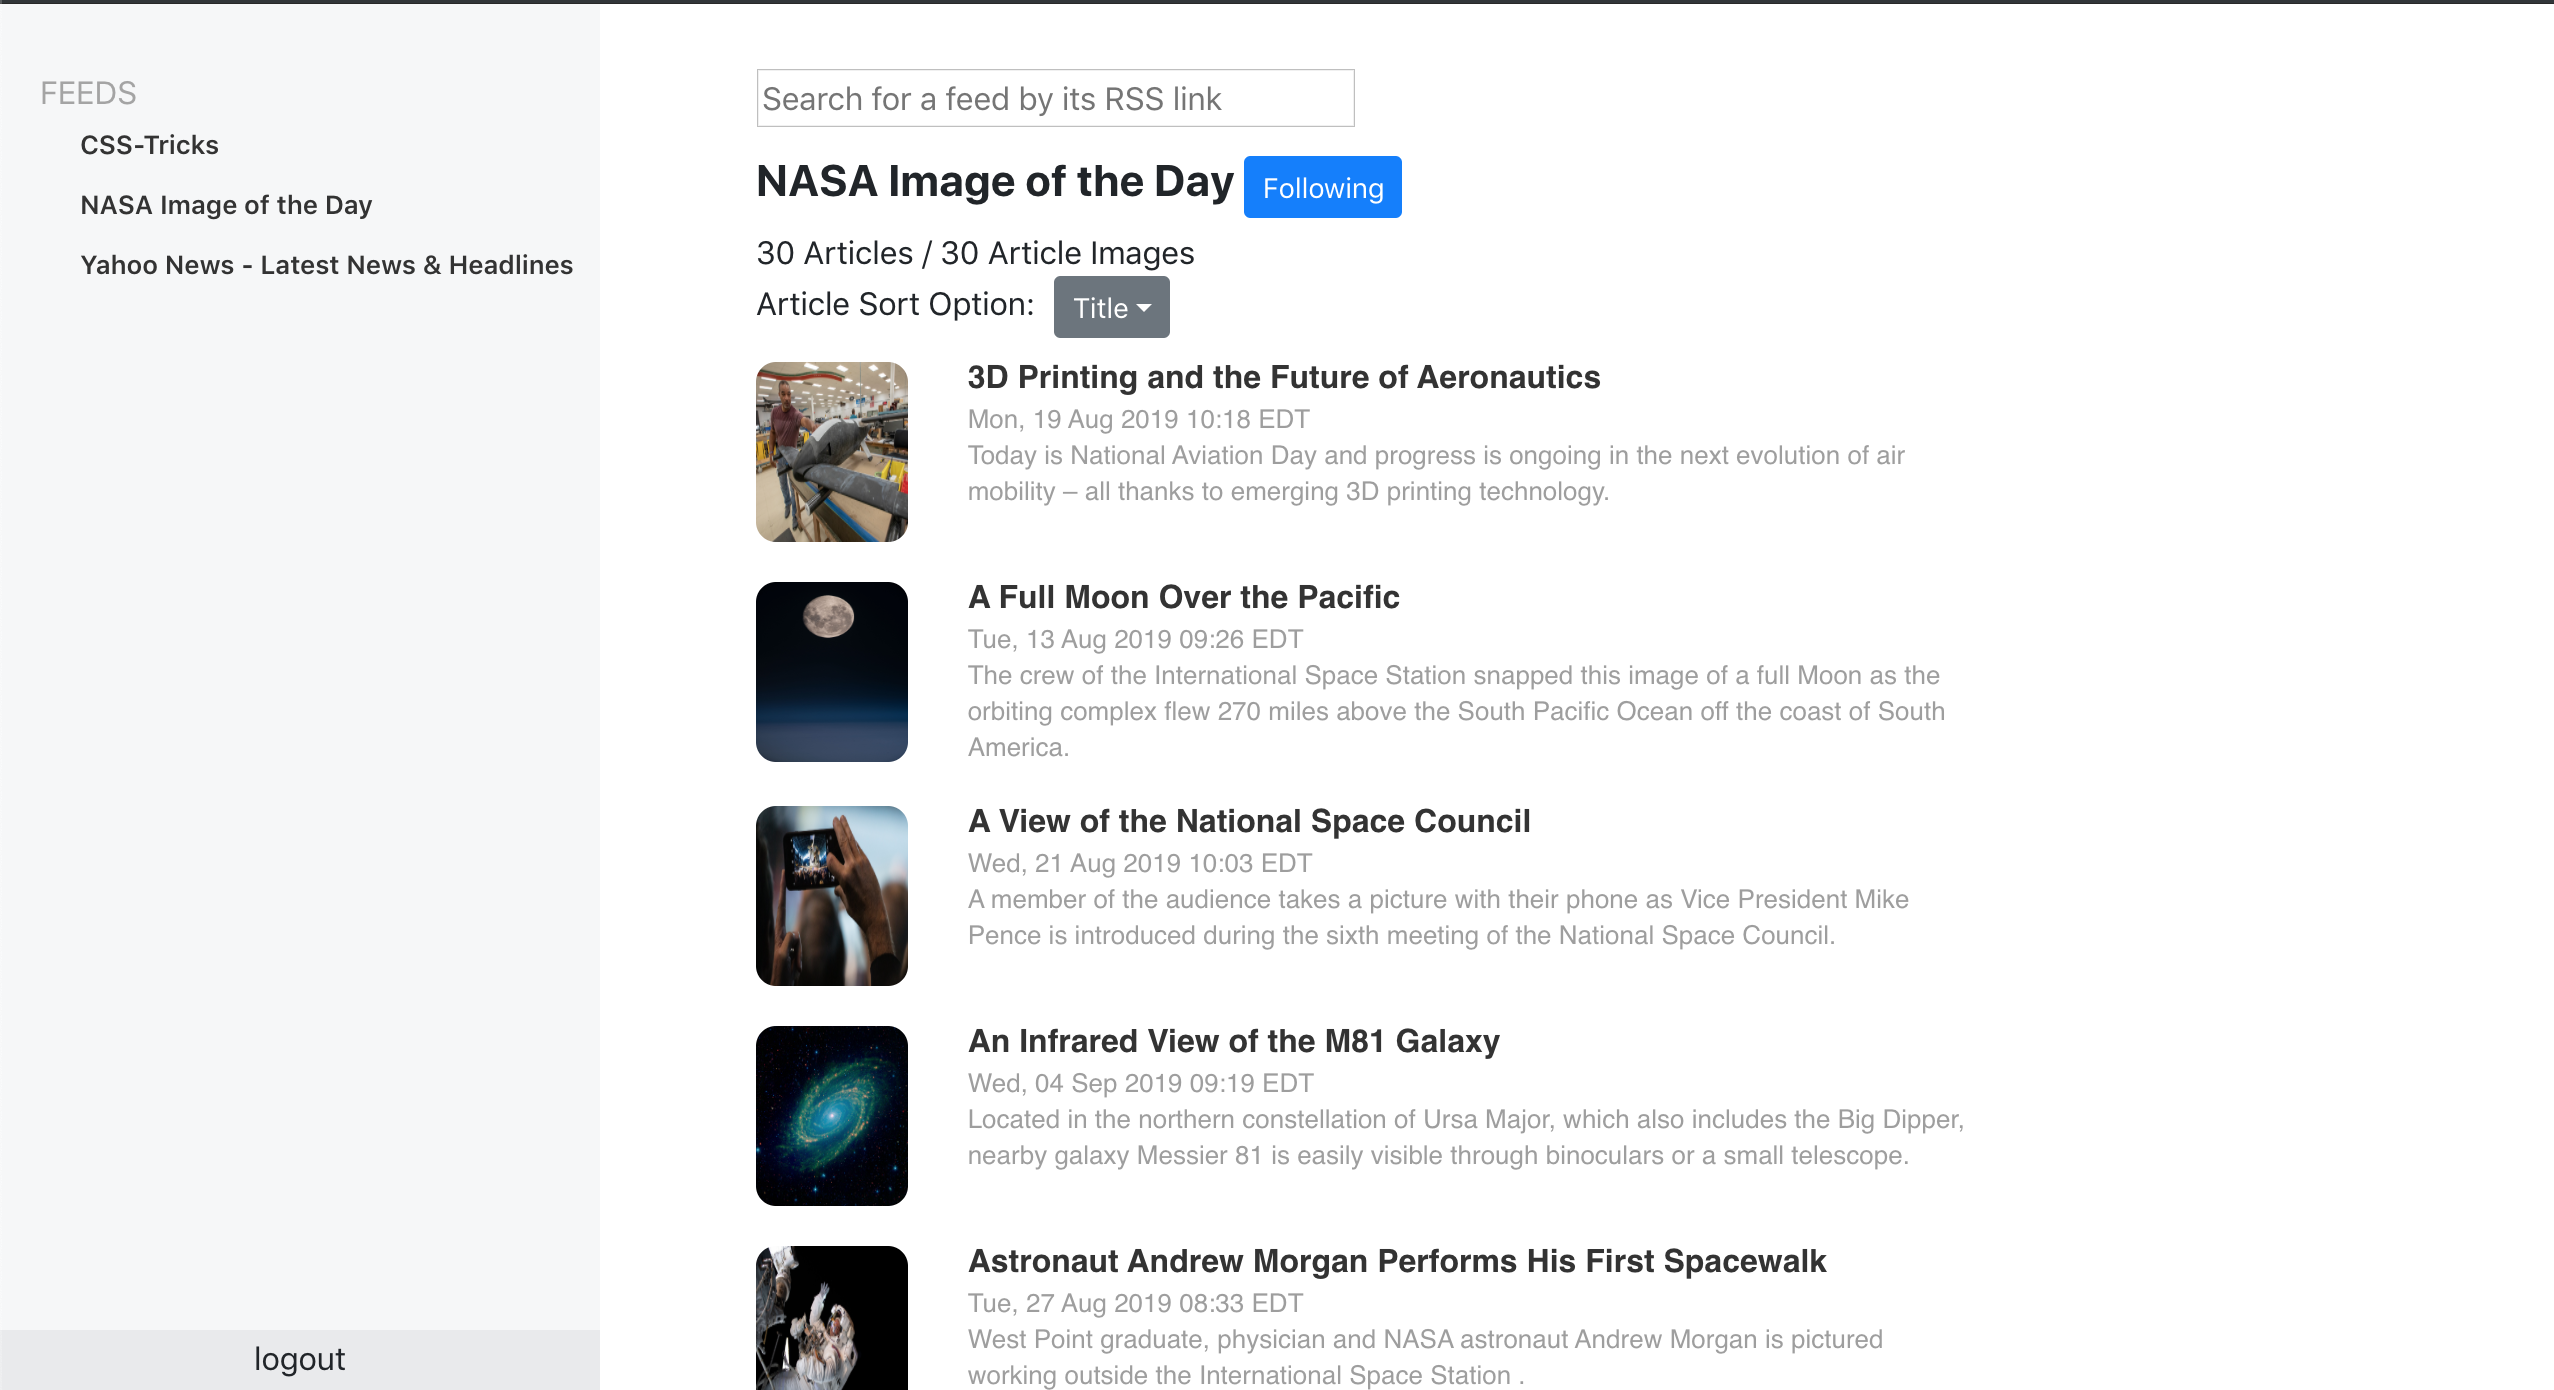 FEEDS
CSS-Tricks
NASA Image of the Day
Yahoo News - Latest News & Headlines
logout
Search for a feed by its RSS link
NASA Image of the Day Following
30 Articles / 30 Article Images
Article Sort Option: Title
3D Printing and the Future of Aeronautics
Mon, 19 Aug 2019 10:18 EDT
Today is National Aviation Day and progress is ongoing in the next evolution of air
mobility – all thanks to emerging 3D printing technology.
A Full Moon Over the Pacific
Tue, 13 Aug 2019 09:26 EDT
The crew of the International Space Station snapped this image of a full Moon as the
orbiting complex flew 270 miles above the South Pacific Ocean off the coast of South
America.
A View of the National Space Council
Wed, 21 Aug 2019 10:03 EDT
A member of the audience takes a picture with their phone as Vice President Mike
Pence is introduced during the sixth meeting of the National Space Council.
An Infrared View of the M81 Galaxy
Wed, 04 Sep 2019 09:19 EDT
Located in the northern constellation of Ursa Major, which also includes the Big Dipper,
nearby galaxy Messier 81 is easily visible through binoculars or a small telescope.
Astronaut Andrew Morgan Performs His First Spacewalk
Tue, 27 Aug 2019 08:33 EDT
West Point graduate, physician and NASA astronaut Andrew Morgan is pictured
working outside the International Space Station .